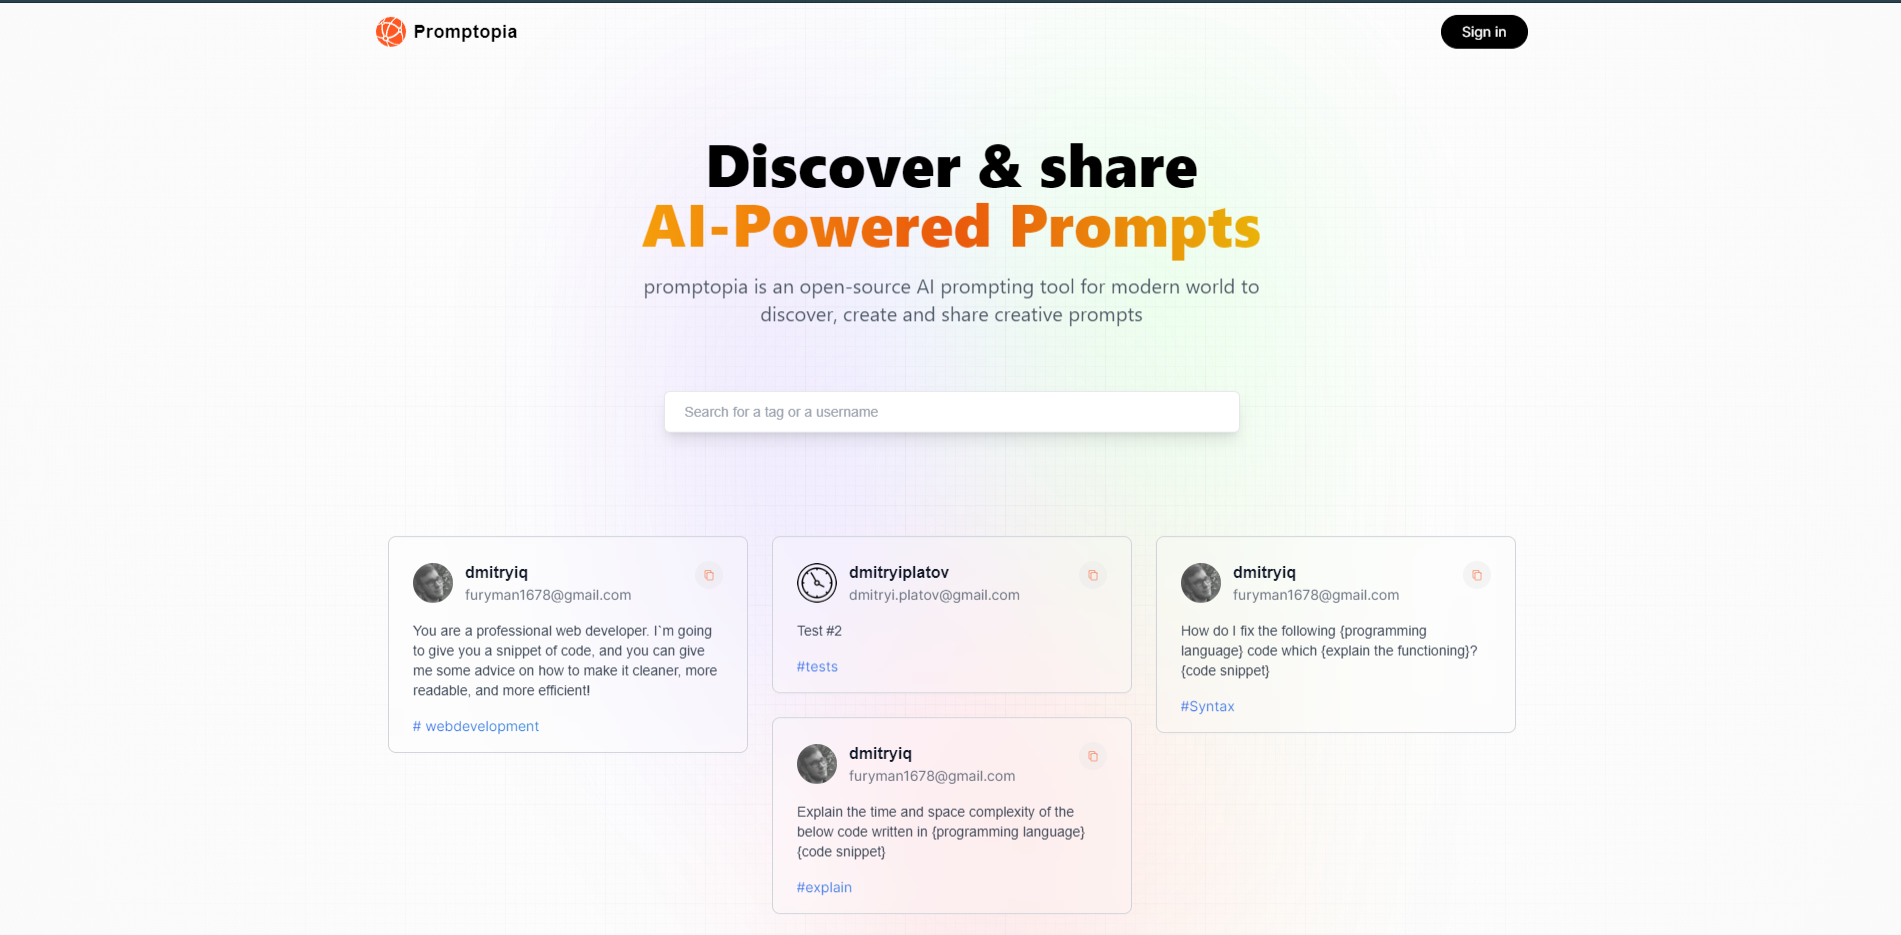 Promptopia
Sign in
Discover & share
AI-Powered Prompts
promptopia is an open-source AI prompting tool for modern world to
discover, create and share creative prompts
Search for a tag or a username
dmitryiq
furyman1678@gmail.com
You are a professional web developer. I`m going
to give you a snippet of code, and you can give
me some advice on how to make it cleaner, more
readable, and more efficient!
# webdevelopment
dmitryiplatov
dmitryi.platov@gmail.com
Test #2
#tests
dmitryiq
furyman1678@gmail.com
Explain the time and space complexity of the
below code written in {programming language}
{code snippet}
#explain
dmitryiq
furyman1678@gmail.com
How do I fix the following {programming
language} code which {explain the functioning}?
{code snippet}
#Syntax